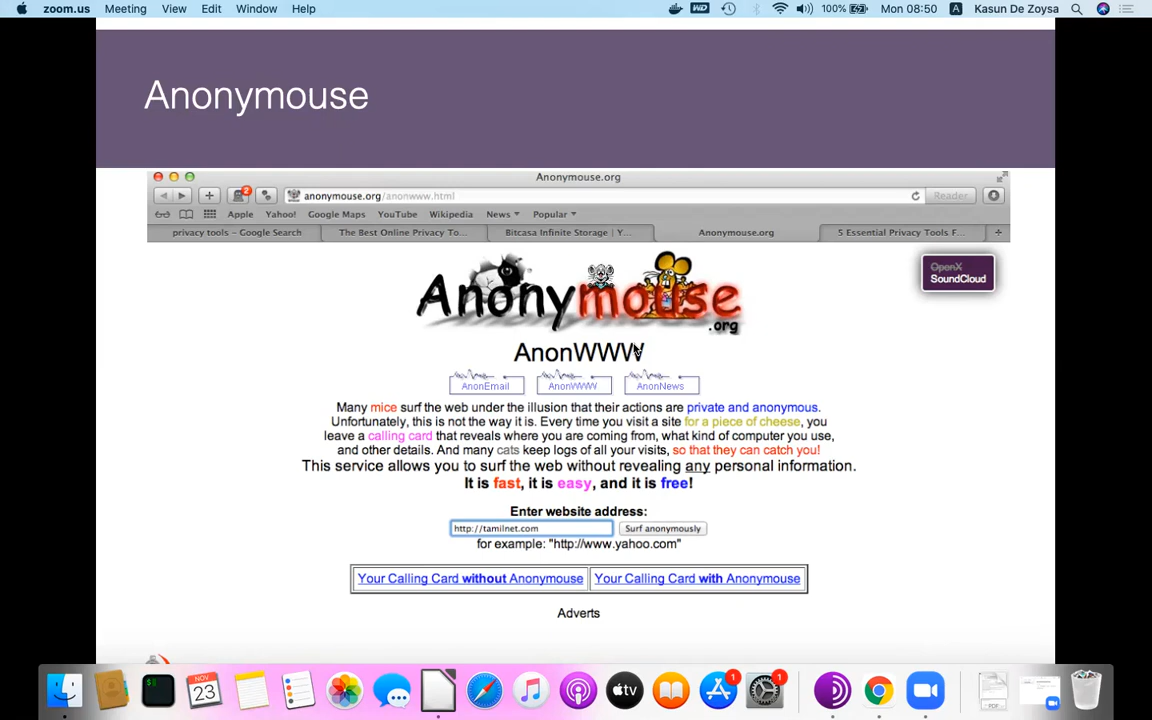 zoom.us Meeting View Edit Window Help
WD 100% Mon 08:50 A Kasun De Zoysa
Anonymouse
Anonymouse.org
2 anonymouse.org/anonwww.html Reader
Apple Yahoo! Google Maps YouTube Wikipedia News Popular
privacy tools – Google Search The Best Online Privacy To... Bitcasa Infinite Storage | Y... Anonymouse.org 5 Essential Privacy Tools F... +
OpenX
SoundCloud
Anonymouse
.org
AnonWWW
AnonEmail AnonWWW AnonNews
Many mice surf the web under the illusion that their actions are private and anonymous.
Unfortunately, this is not the way it is. Every time you visit a site for a piece of cheese, you
leave a calling card that reveals where you are coming from, what kind of computer you use,
and other details. And many cats keep logs of all your visits, so that they can catch you!
This service allows you to surf the web without revealing any personal information.
It is fast, it is easy, and it is free!
Enter website address:
http://tamilnet.com Surf anonymously
for example: "http://www.yahoo.com"
Your Calling Card without Anonymouse Your Calling Card with Anonymouse
Adverts
NOV
23 tv 1 1 PDF